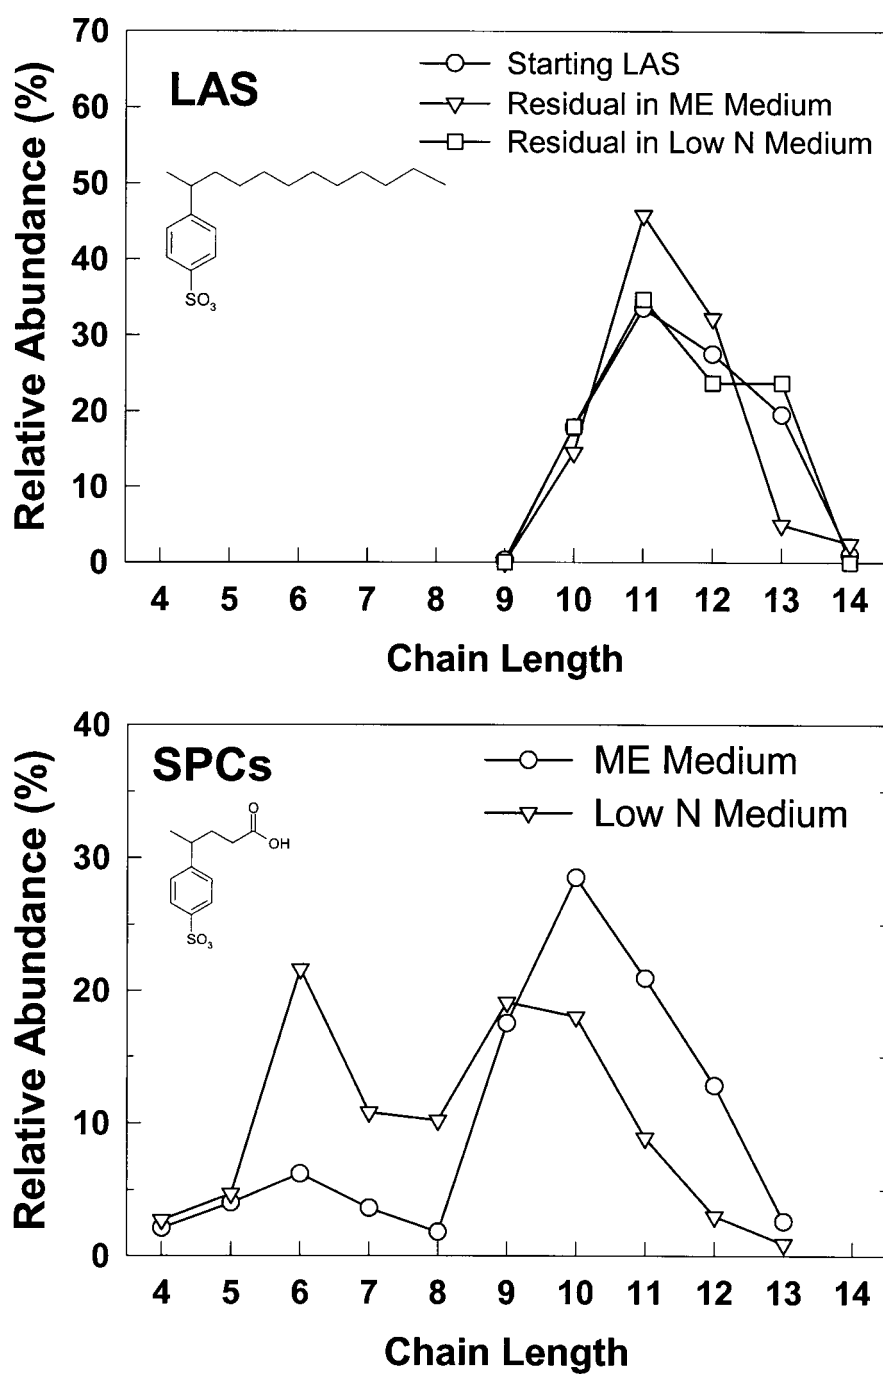 70
60
50
40
30
20
10
0
Relative Abundance (%)
LAS
Starting LAS
Residual in ME Medium
Residual in Low N Medium
SO3
4 5 6 7 8 9 10 11 12 13 14
Chain Length
40
30
20
10
0
Relative Abundance (%)
SPCs
ME Medium
Low N Medium
O
OH
SO3
4 5 6 7 8 9 10 11 12 13 14
Chain Length